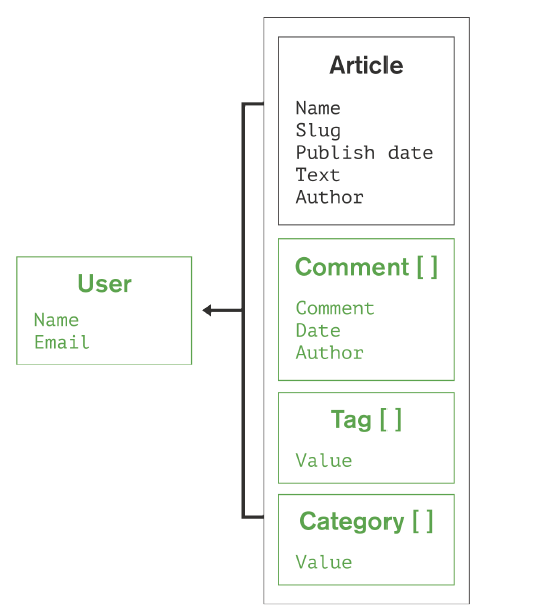 Article
Name
Slug
Publish date
Text
Author
User
Name
Email
Comment [ ]
Comment
Date
Author
Tag [ ]
Value
Category [ ]
Value